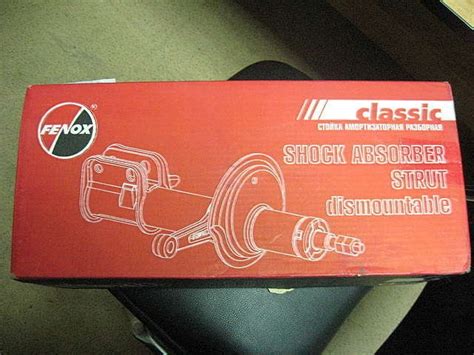 FENOX
®
classic
СТОЙКА АМОРТИЗАТОРНАЯ РАЗБОРНАЯ
SHOCK ABSORBER
STRUT
dismountable